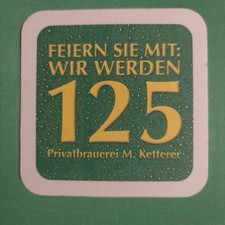 FEIERN SIE MIT:
WIR WERDEN
125
Privatbrauerei M. Ketterer